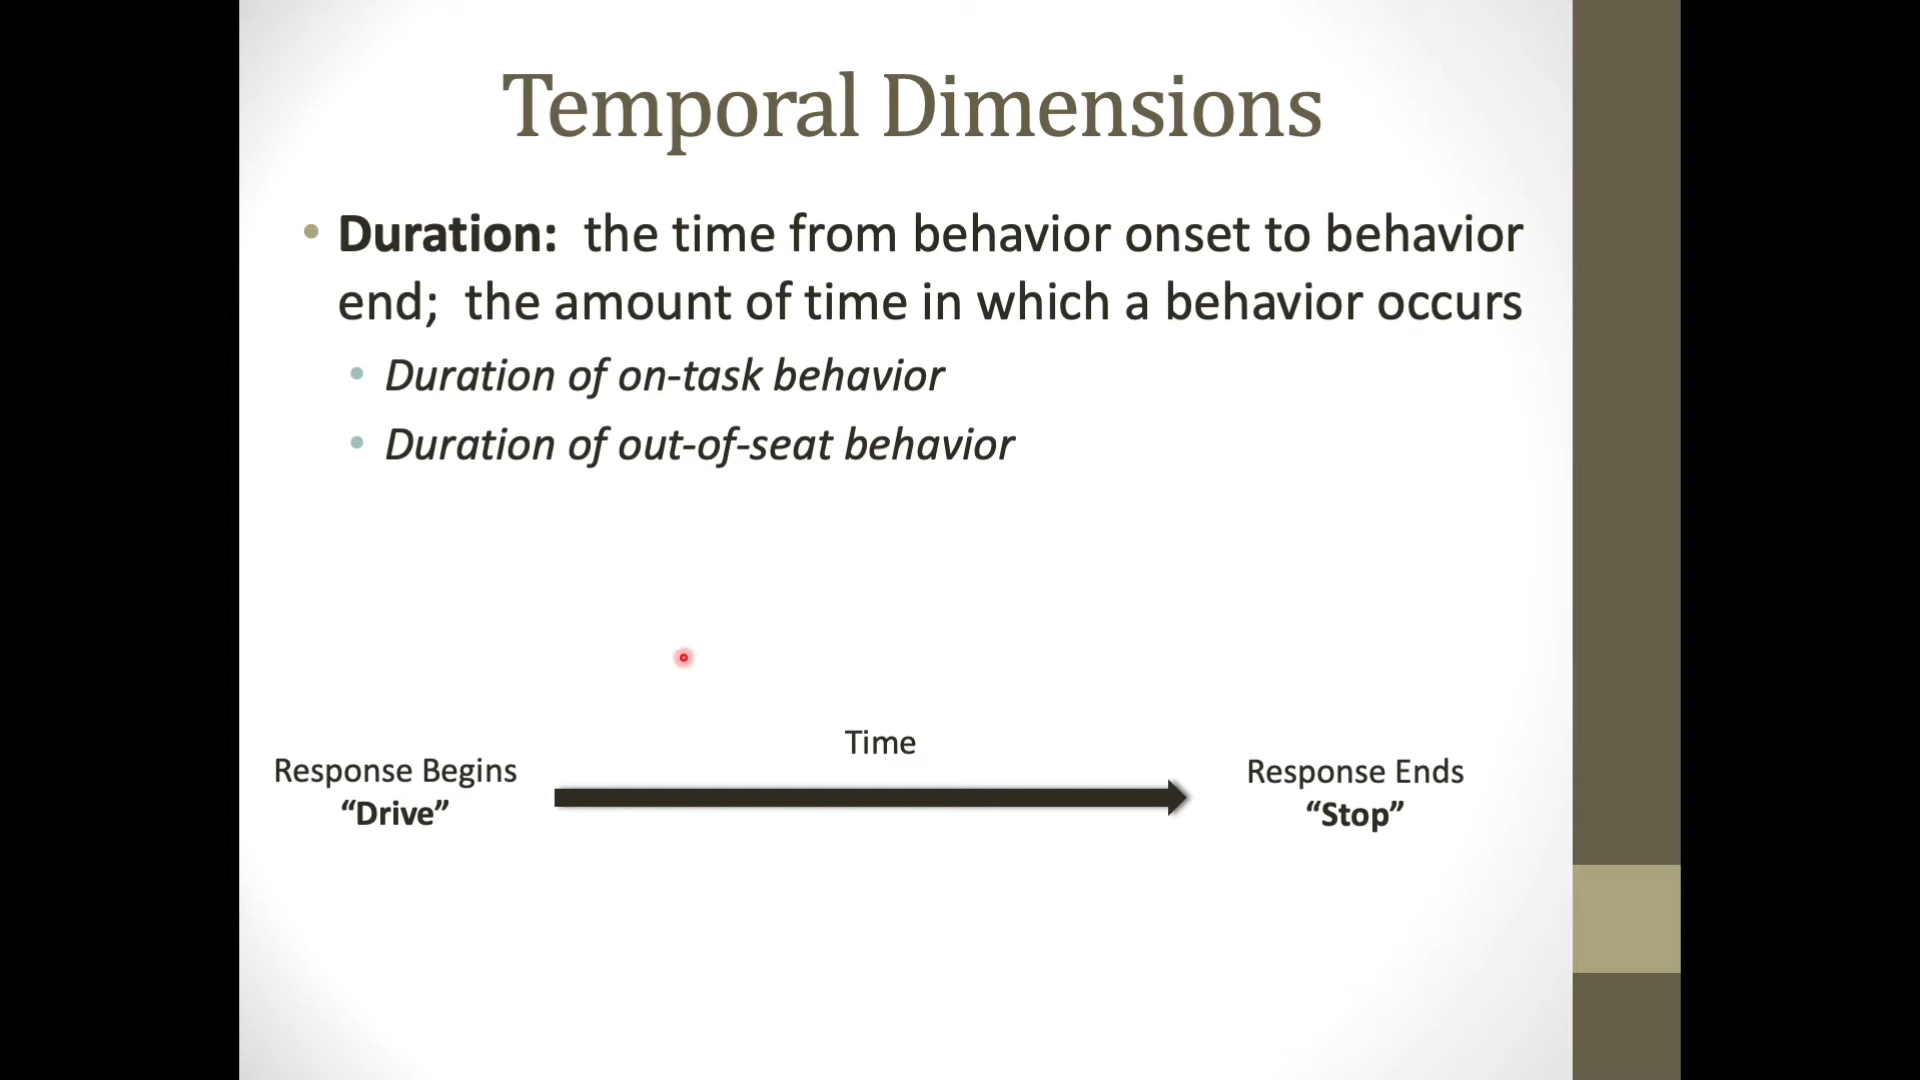 Temporal Dimensions
• Duration:  the time from behavior onset to behavior
end;  the amount of time in which a behavior occurs
• Duration of on-task behavior
• Duration of out-of-seat behavior
Time
Response Begins
“Drive”
Response Ends
“Stop”